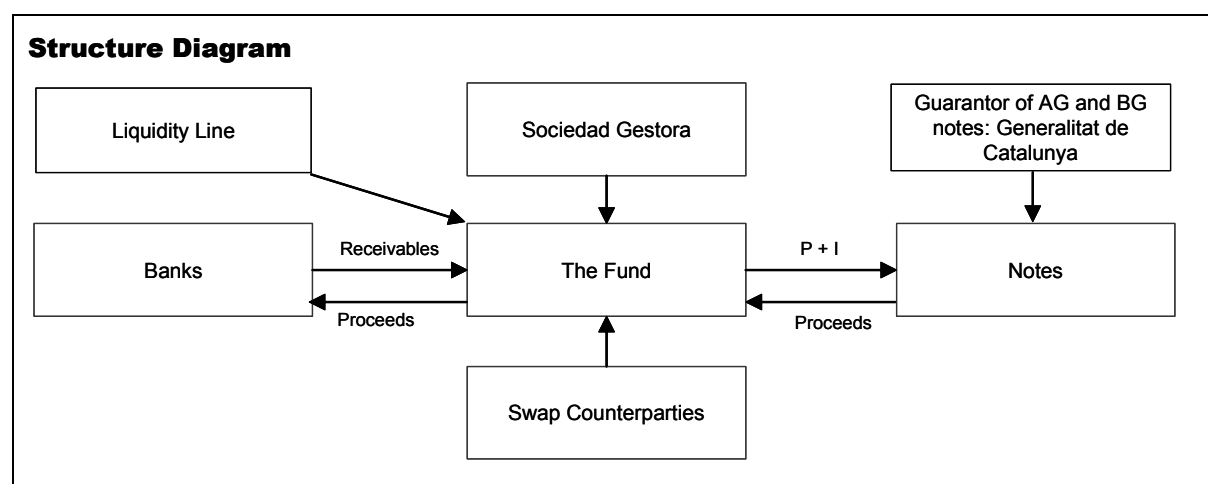 Structure Diagram
Liquidity Line
Sociedad Gestora
Guarantor of AG and BG
notes: Generalitat de
Catalunya
Banks
Receivables
Proceeds
The Fund
P + I
Proceeds
Notes
Swap Counterparties